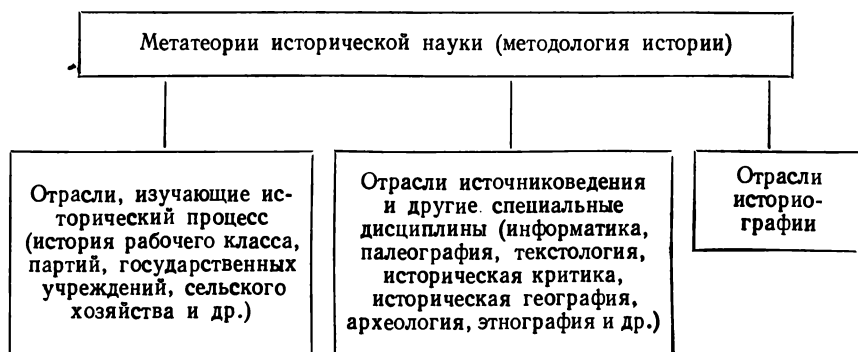 Метатеории исторической науки (методология истории)
Отрасли, изучающие ис-
торический процесс
(история рабочего класса,
партий, государственных
учреждений, сельского
хозяйства и др.)
Отрасли источниковедения
и другие специальные
дисциплины (информатика,
палеография, текстология,
историческая критика,
историческая география,
археология, этнография и др.)
Отрасли
историо-
графии